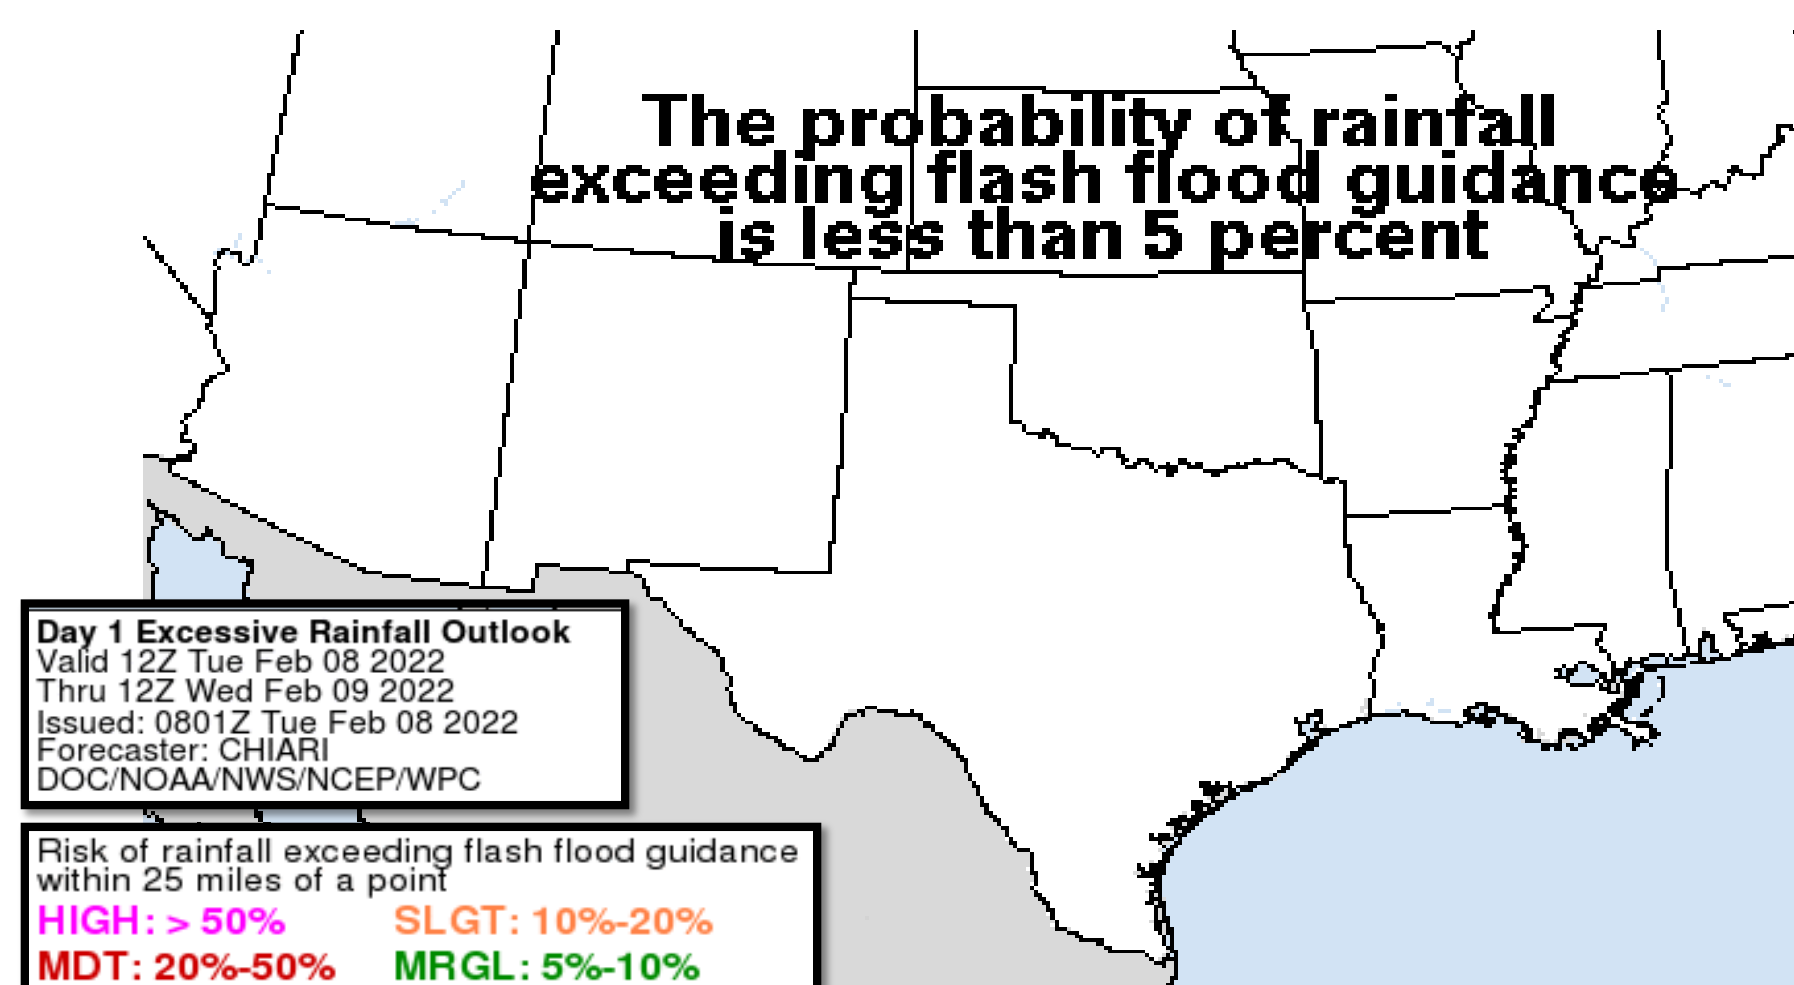 The probability of rainfall
exceeding flash flood guidance
is less than 5 percent
Day 1 Excessive Rainfall Outlook
Valid 12Z Tue Feb 08 2022
Thru 12Z Wed Feb 09 2022
Issued: 0801Z Tue Feb 08 2022
Forecaster: CHIARI
DOC/NOAA/NWS/NCEP/WPC
Risk of rainfall exceeding flash flood guidance
within 25 miles of a point
HIGH: > 50% SLGT: 10%-20%
MDT: 20%-50% MRGL: 5%-10%